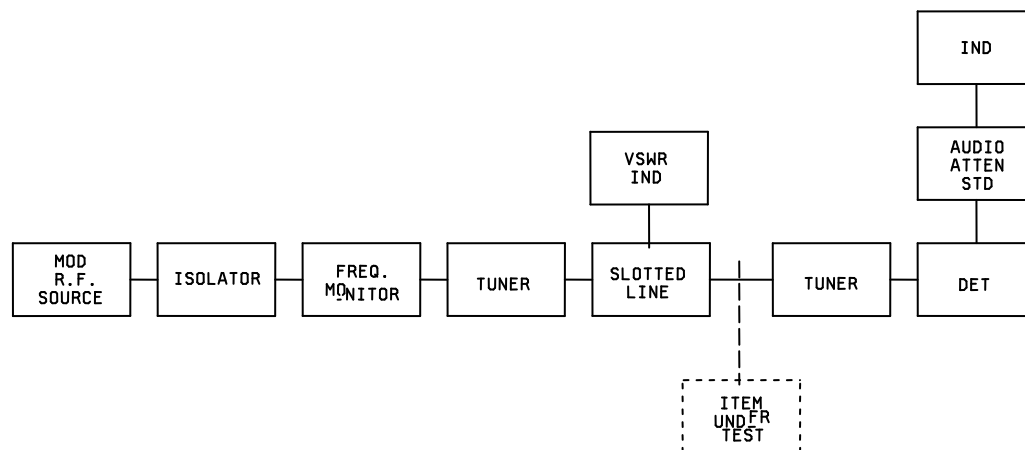 IND
AUDIO
ATTEN
STD
VSWR
IND
MOD
R.F.
SOURCE
ISOLATOR
FREQ.
MONITOR
TUNER
SLOTTED
LINE
TUNER
DET
ITEM
UNDER
TEST